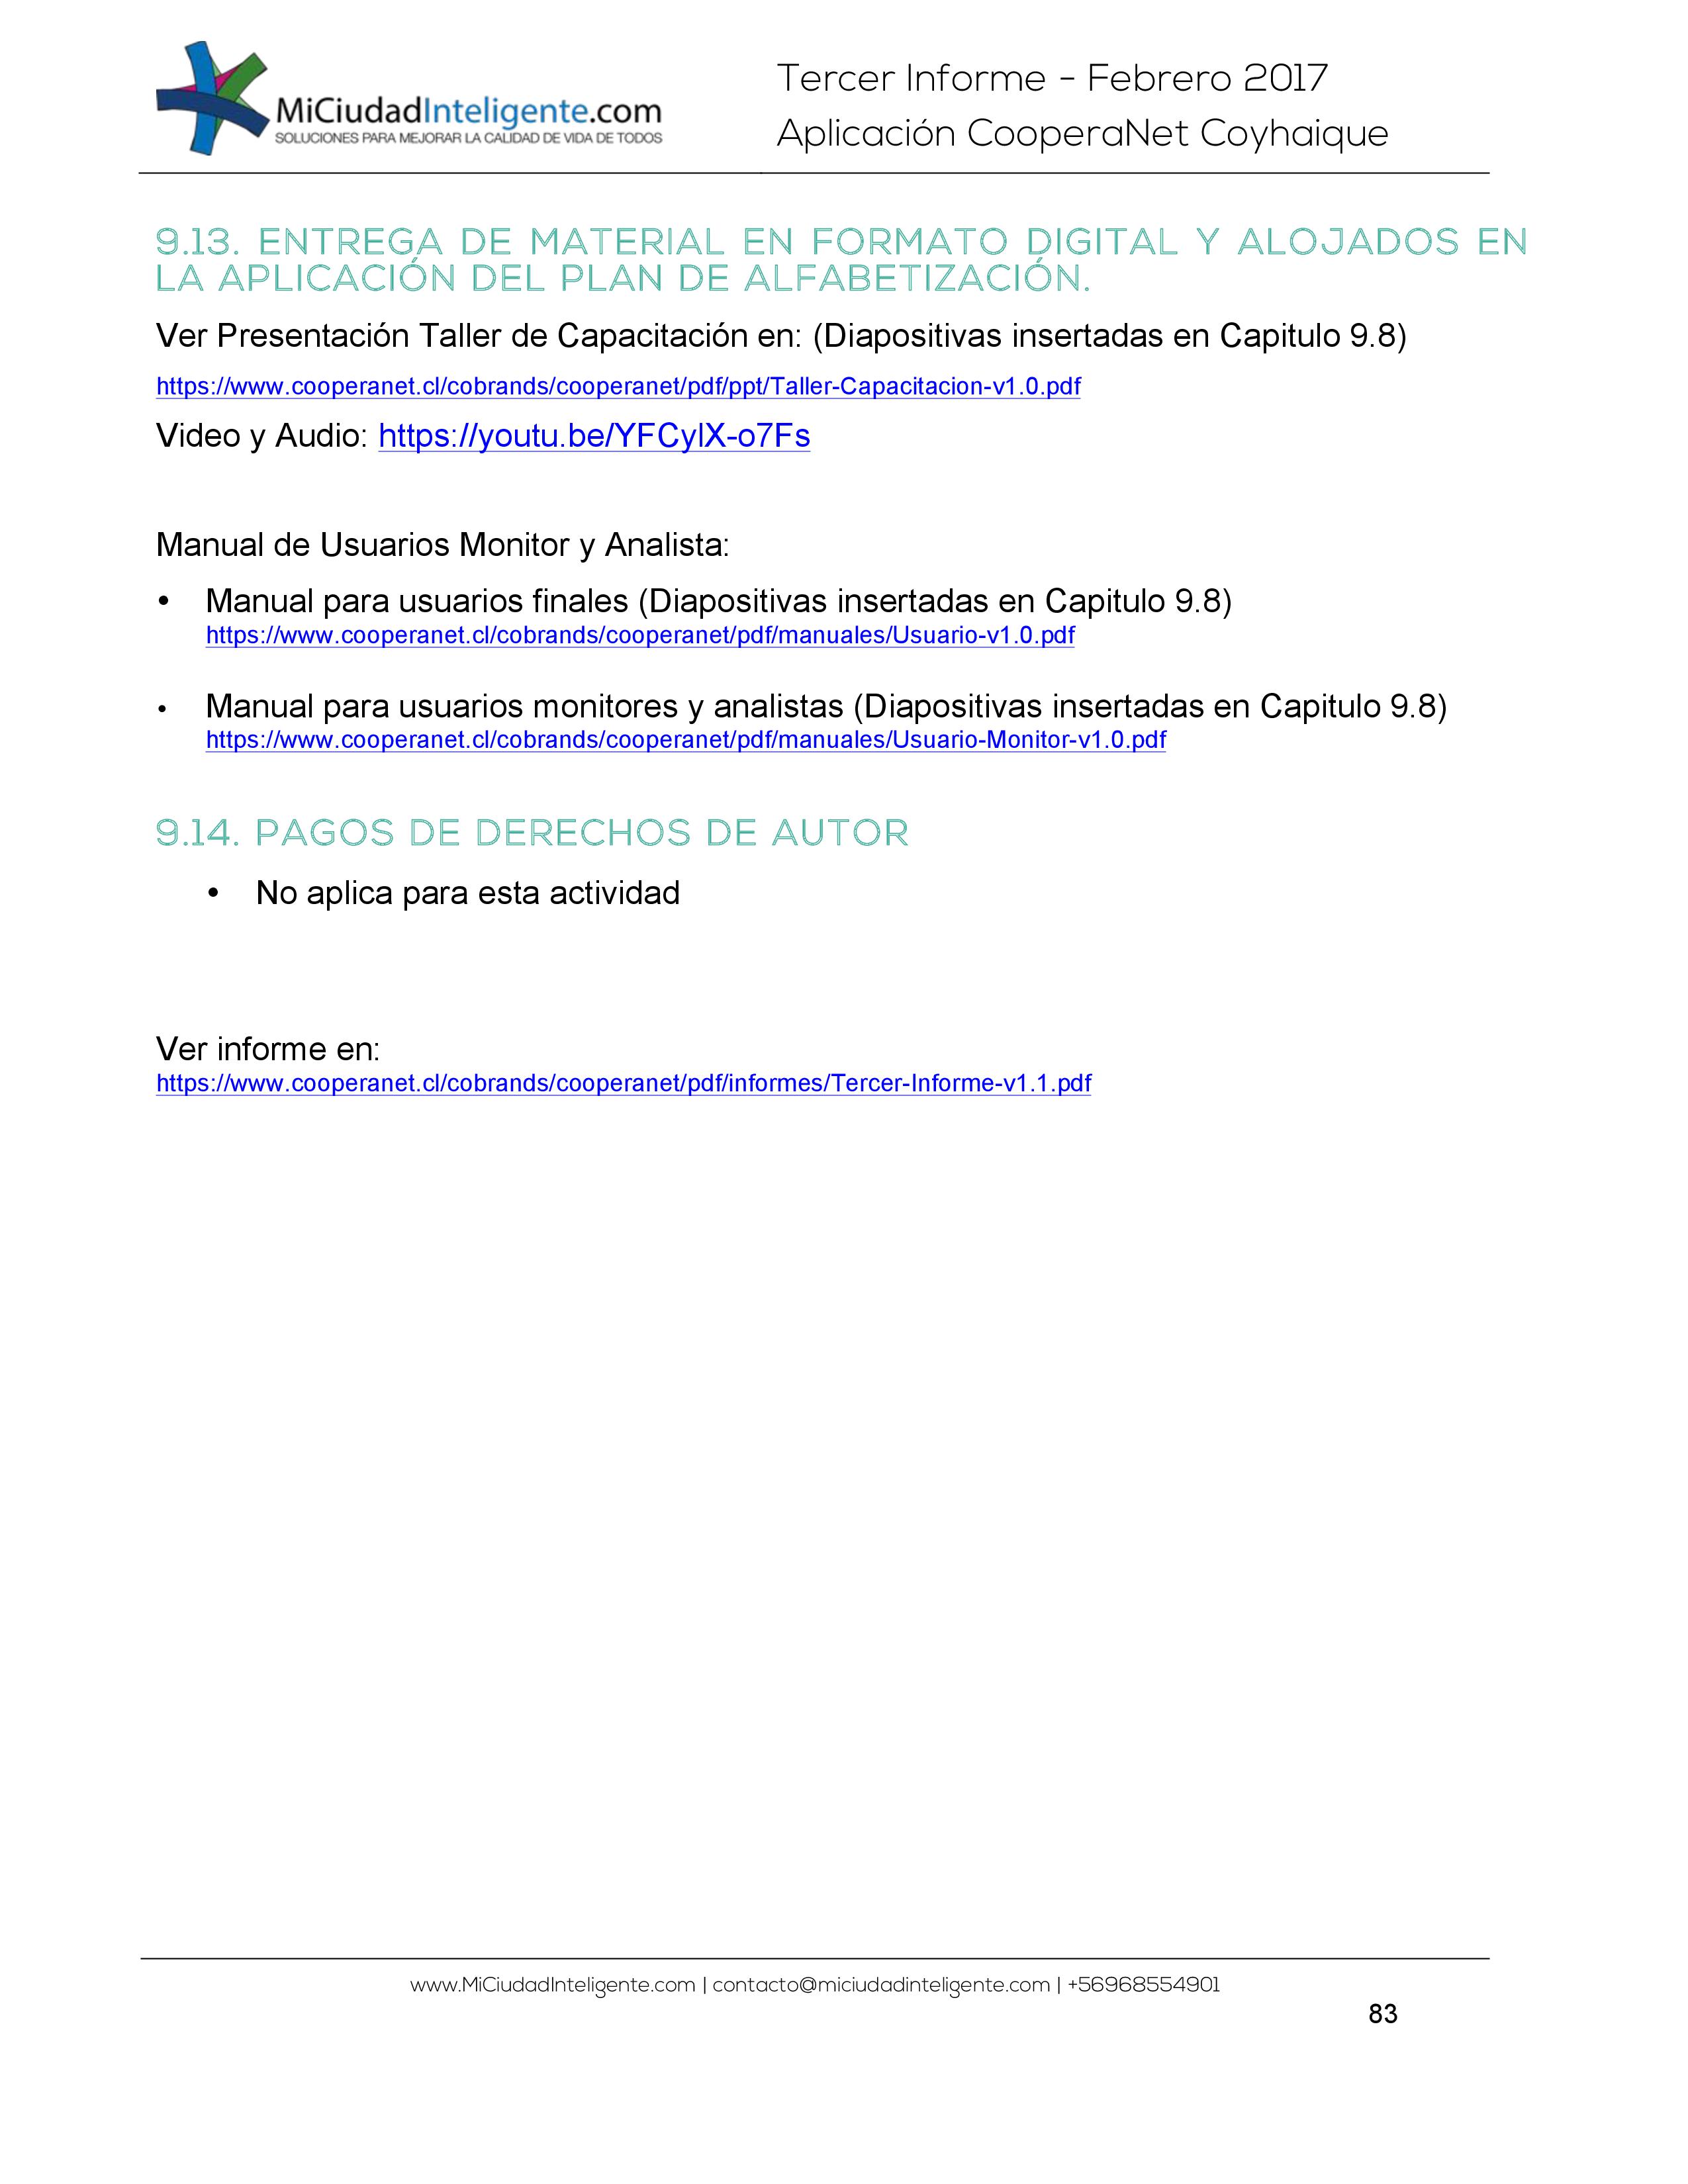 MiCiudadInteligente.com
SOLUCIONES PARA MEJORAR LA CALIDAD DE VIDA DE TODOS
Tercer Informe - Febrero 2017
Aplicación CooperaNet Coyhaique
9.13. ENTREGA DE MATERIAL EN FORMATO DIGITAL Y ALOJADOS EN
LA APLICACIÓN DEL PLAN DE ALFABETIZACIÓN.
Ver Presentación Taller de Capacitación en: (Diapositivas insertadas en Capitulo 9.8)
https://www.cooperanet.cl/cobrands/cooperanet/pdf/ppt/Taller-Capacitacion-v1.0.pdf
Video y Audio: https://youtu.be/YFCylX-o7Fs
Manual de Usuarios Monitor y Analista:
• Manual para usuarios finales (Diapositivas insertadas en Capitulo 9.8)
https://www.cooperanet.cl/cobrands/cooperanet/pdf/manuales/Usuario-v1.0.pdf
• Manual para usuarios monitores y analistas (Diapositivas insertadas en Capitulo 9.8)
https://www.cooperanet.cl/cobrands/cooperanet/pdf/manuales/Usuario-Monitor-v1.0.pdf
9.14. PAGOS DE DERECHOS DE AUTOR
• No aplica para esta actividad
Ver informe en:
https://www.cooperanet.cl/cobrands/cooperanet/pdf/informes/Tercer-Informe-v1.1.pdf
www.MiCiudadInteligente.com | contacto@miciudadinteligente.com | +56968554901
83